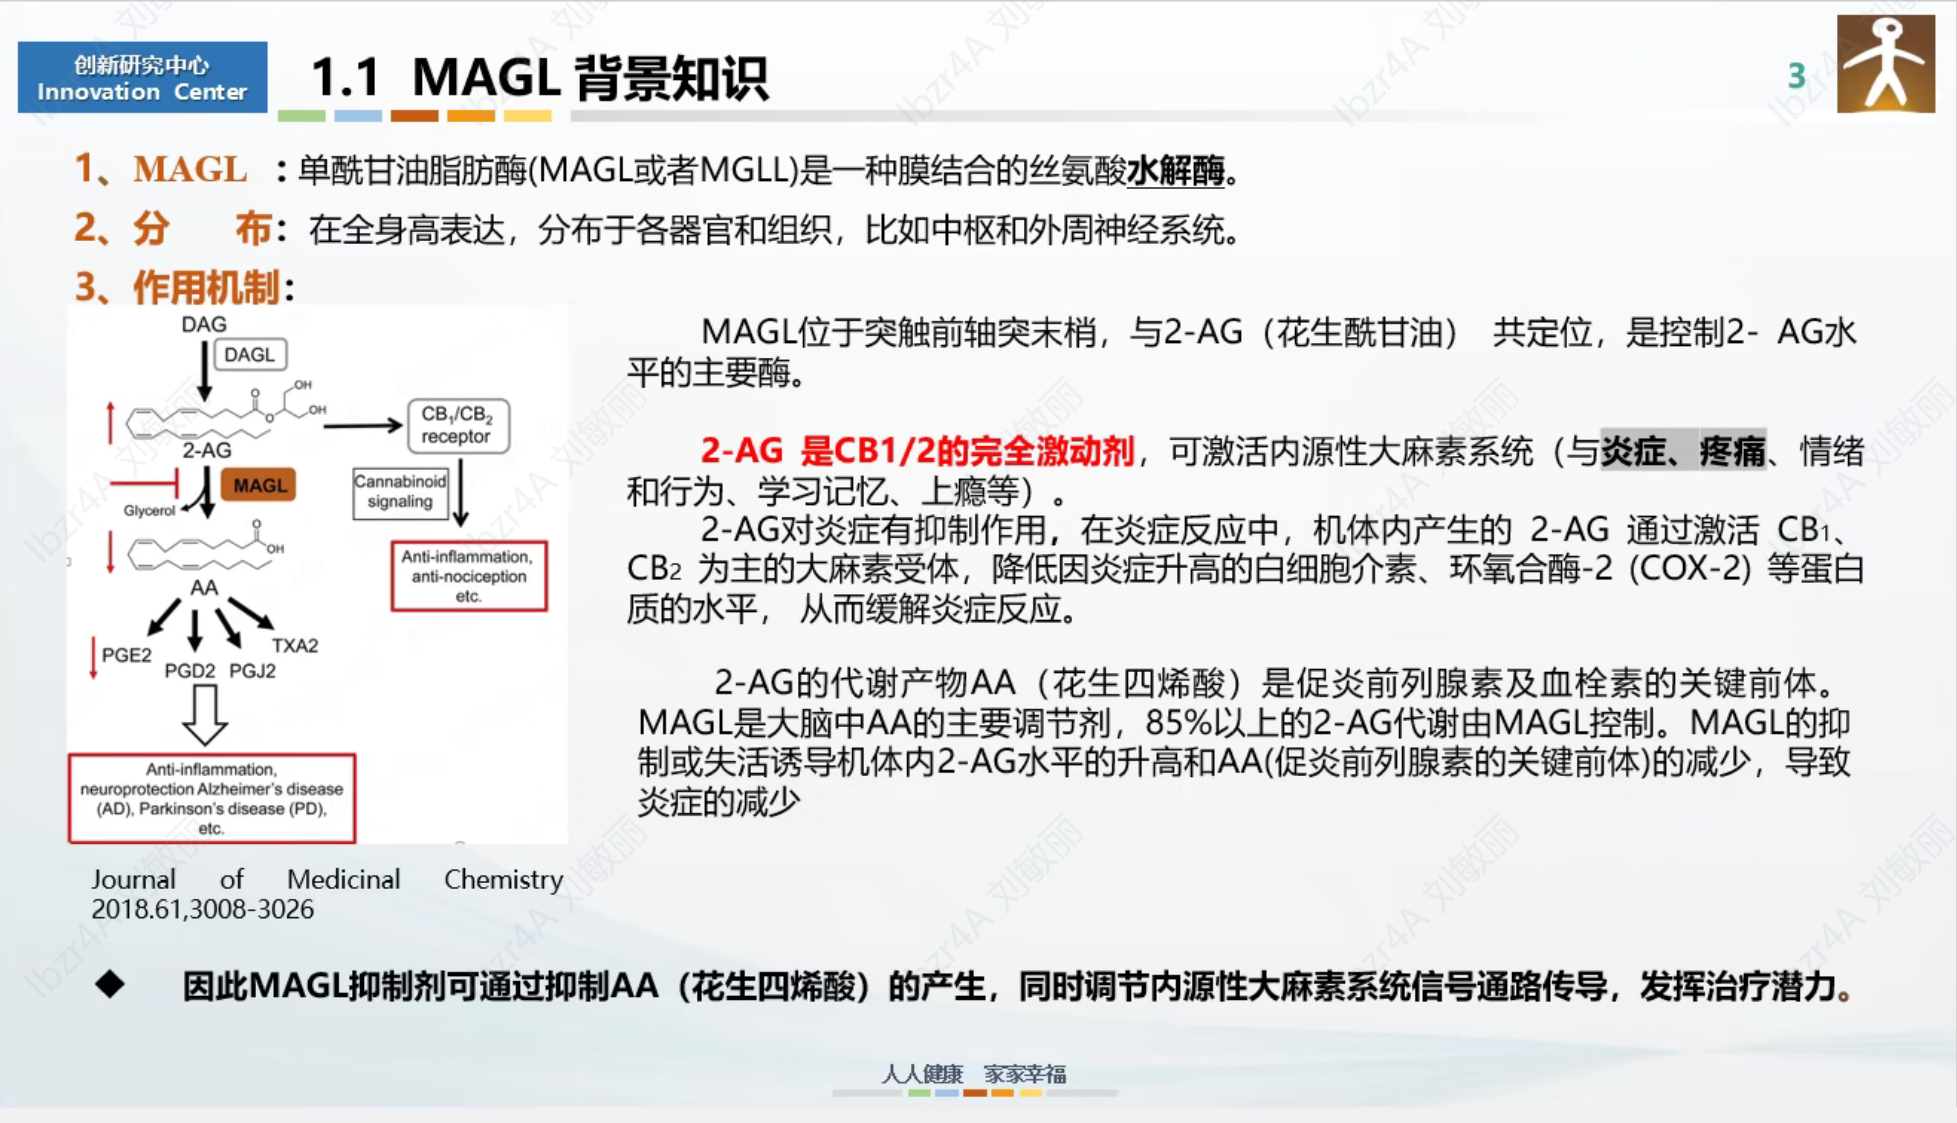 创新研究中心
Innovation Center
1.1 MAGL 背景知识
3
1、MAGL ：单酰甘油脂肪酶(MAGL或者MGLL)是一种膜结合的丝氨酸水解酶。
2、分 布：在全身高表达，分布于各器官和组织，比如中枢和外周神经系统。
3、作用机制：
DAG
DAGL
OH
O
O
OH
2-AG
CB1/CB2
receptor
MAGL
Glycerol
Cannabinoid
signaling
O
OH
AA
Anti-inflammation,
anti-nociception
etc.
PGE2
PGD2
PGJ2
TXA2
Anti-inflammation,
neuroprotection Alzheimer's disease
(AD), Parkinson's disease (PD),
etc.
Journal of Medicinal Chemistry
2018.61,3008-3026
MAGL位于突触前轴突末梢，与2-AG（花生酰甘油） 共定位，是控制2- AG水
平的主要酶。
2-AG 是CB1/2的完全激动剂，可激活内源性大麻素系统（与炎症、疼痛、情绪
和行为、学习记忆、上瘾等）。
2-AG对炎症有抑制作用，在炎症反应中，机体内产生的 2-AG 通过激活 CB1、
CB2 为主的大麻素受体，降低因炎症升高的白细胞介素、环氧合酶-2 (COX-2) 等蛋白
质的水平， 从而缓解炎症反应。
2-AG的代谢产物AA（花生四烯酸）是促炎前列腺素及血栓素的关键前体。
MAGL是大脑中AA的主要调节剂，85%以上的2-AG代谢由MAGL控制。MAGL的抑
制或失活诱导机体内2-AG水平的升高和AA(促炎前列腺素的关键前体)的减少，导致
炎症的减少
◆ 因此MAGL抑制剂可通过抑制AA（花生四烯酸）的产生，同时调节内源性大麻素系统信号通路传导，发挥治疗潜力。
人人健康 家家幸福